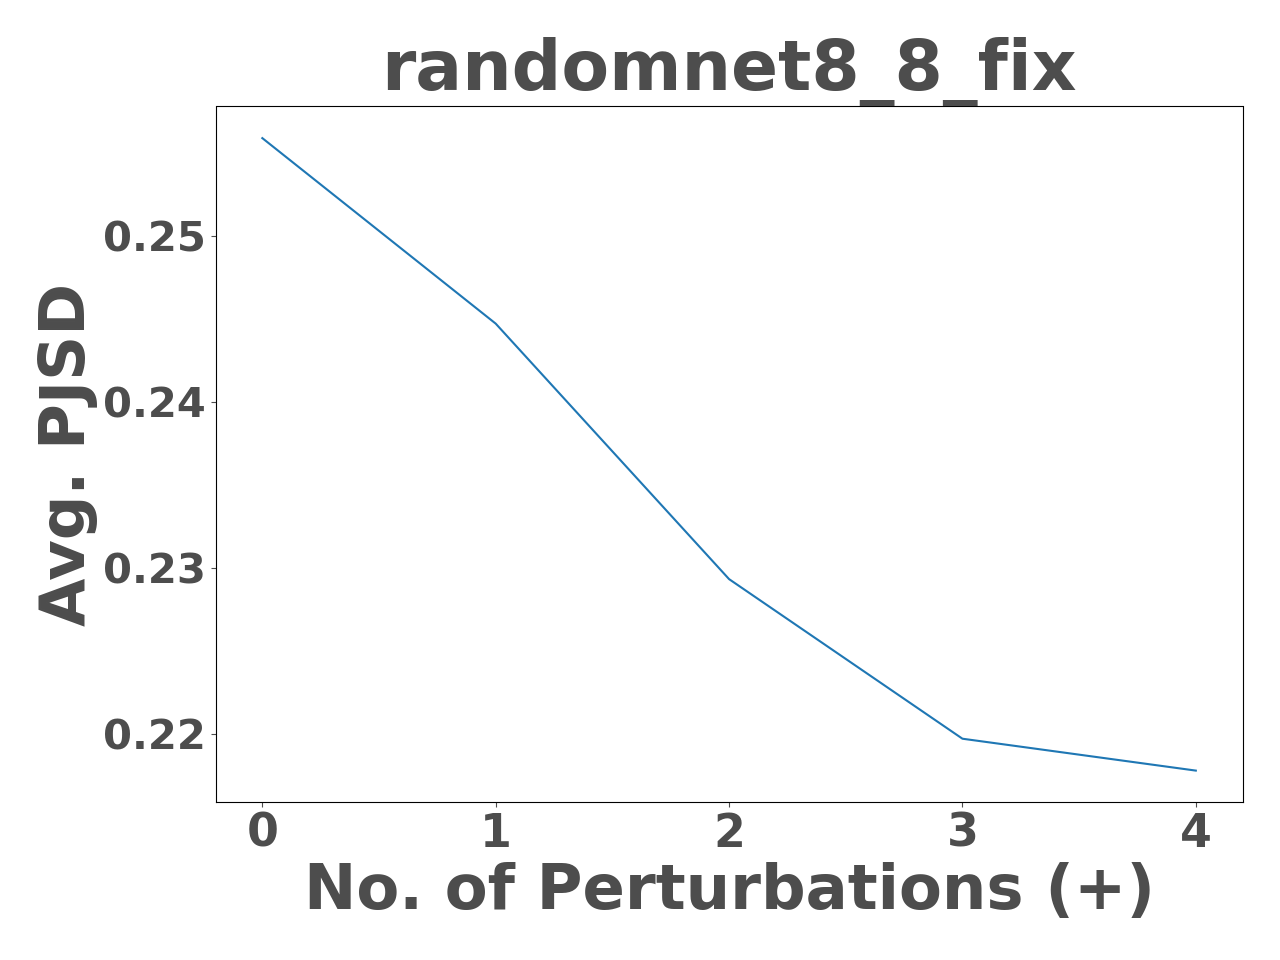 randomnet8_8_fix
Avg. PJSD
0.25
0.24
0.23
0.22
0 1 2 3 4
No. of Perturbations (+)